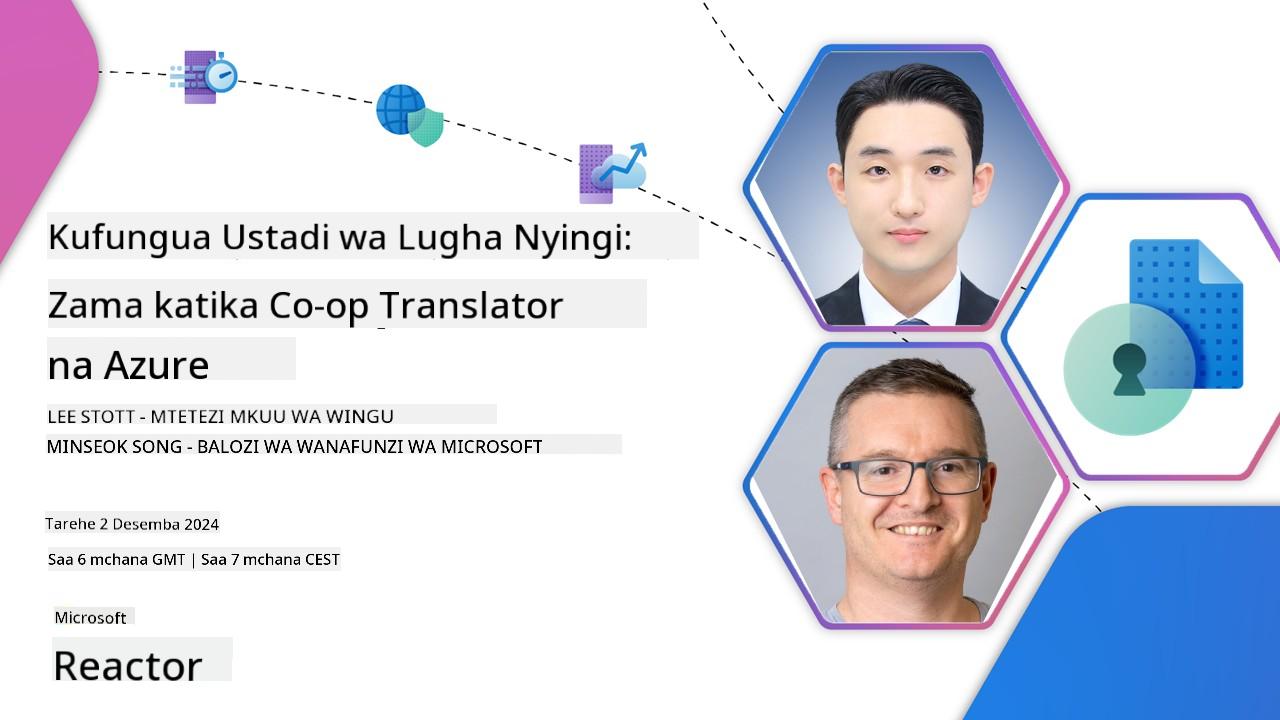 Kufungua Ustadi wa Lugha Nyingi:
Zama katika Co-op Translator
na Azure
LEE STOTT - MTETEZI MKUU WA WINGU
MINSEOK SONG - BALOZI WA WANAFUNZI WA MICROSOFT
Tarehe 2 Desemba 2024
Saa 6 mchana GMT | Saa 7 mchana CEST
Microsoft
Reactor